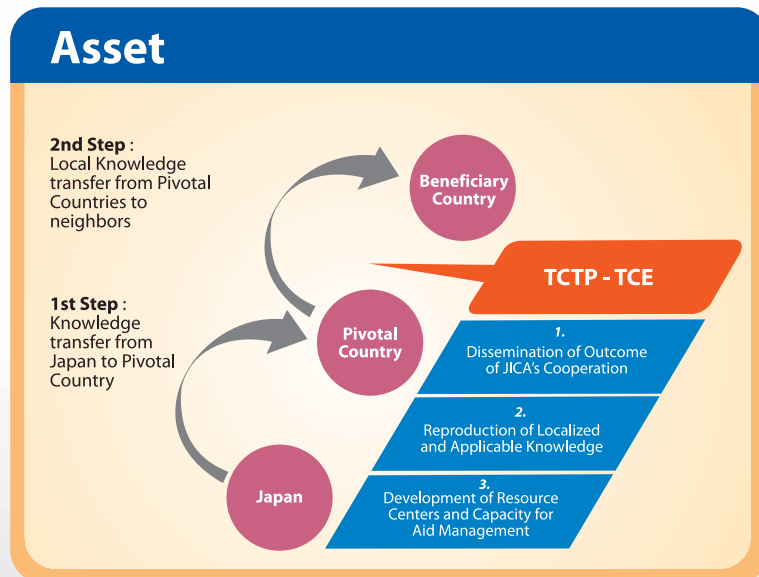 Asset
2nd Step :
Local Knowledge
transfer from Pivotal
Countries to
neighbors
Beneficiary
Country
TCTP - TCE
1st Step :
Knowledge
transfer from
Japan to Pivotal
Country
Pivotal
Country
1.
Dissemination of Outcome
of JICA's Cooperation
2.
Reproduction of Localized
and Applicable Knowledge
Japan
3.
Development of Resource
Centers and Capacity for
Aid Management